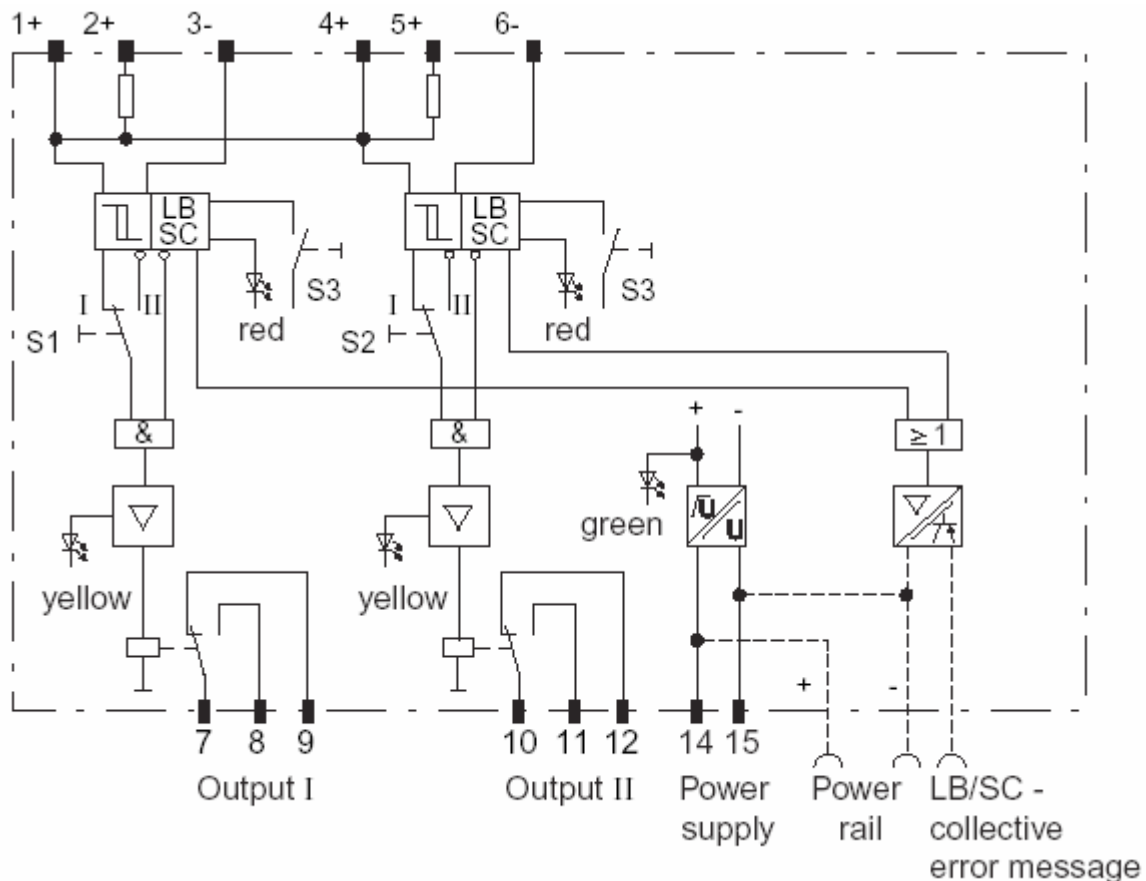 1+ 2+ 3- 4+ 5+ 6-
LB LB
SC SC
S3 S3
I II I II
red red
S1 S2
+ -
& & ≥ 1
green
U
U
yellow yellow
+ -
7 8 9 10 11 12 14 15
Output I Output II Power Power LB/SC -
supply rail collective
error message